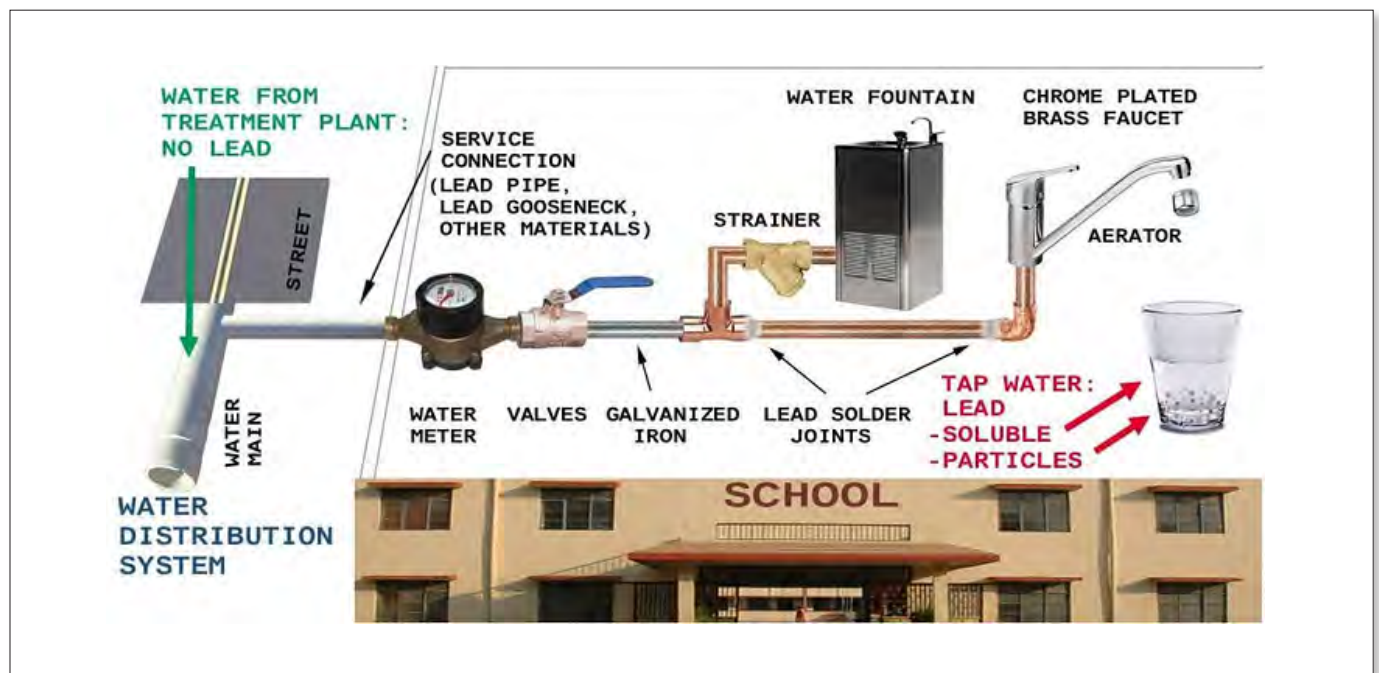 WATER FROM
TREATMENT PLANT:
NO LEAD
SERVICE
CONNECTION
(LEAD PIPE,
LEAD GOOSENECK,
OTHER MATERIALS)
STREET
WATER
MAIN
WATER
DISTRIBUTION
SYSTEM
WATER
METER
VALVES
GALVANIZED
IRON
STRAINER
LEAD SOLDER
JOINTS
WATER FOUNTAIN
CHROME PLATED
BRASS FAUCET
AERATOR
TAP WATER:
LEAD
-SOLUBLE
-PARTICLES
SCHOOL